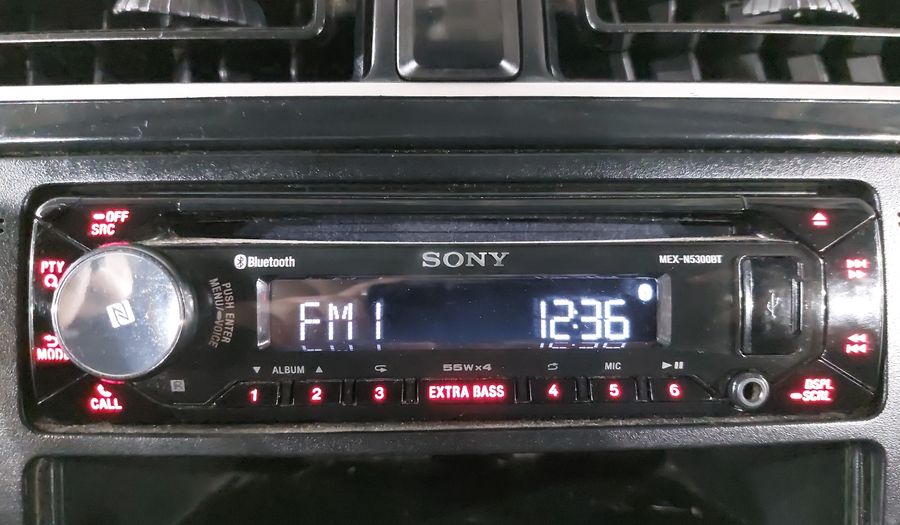 OFF
SRC
PTY
Bluetooth
SONY
MEX-N5300BT
PUSH ENTER
MENU/VOICE
FM1
12:36
MODE
ALBUM
55W×4
MIC
1
2
3
EXTRA BASS
4
5
6
CALL
DSPL
SCRL
R
N